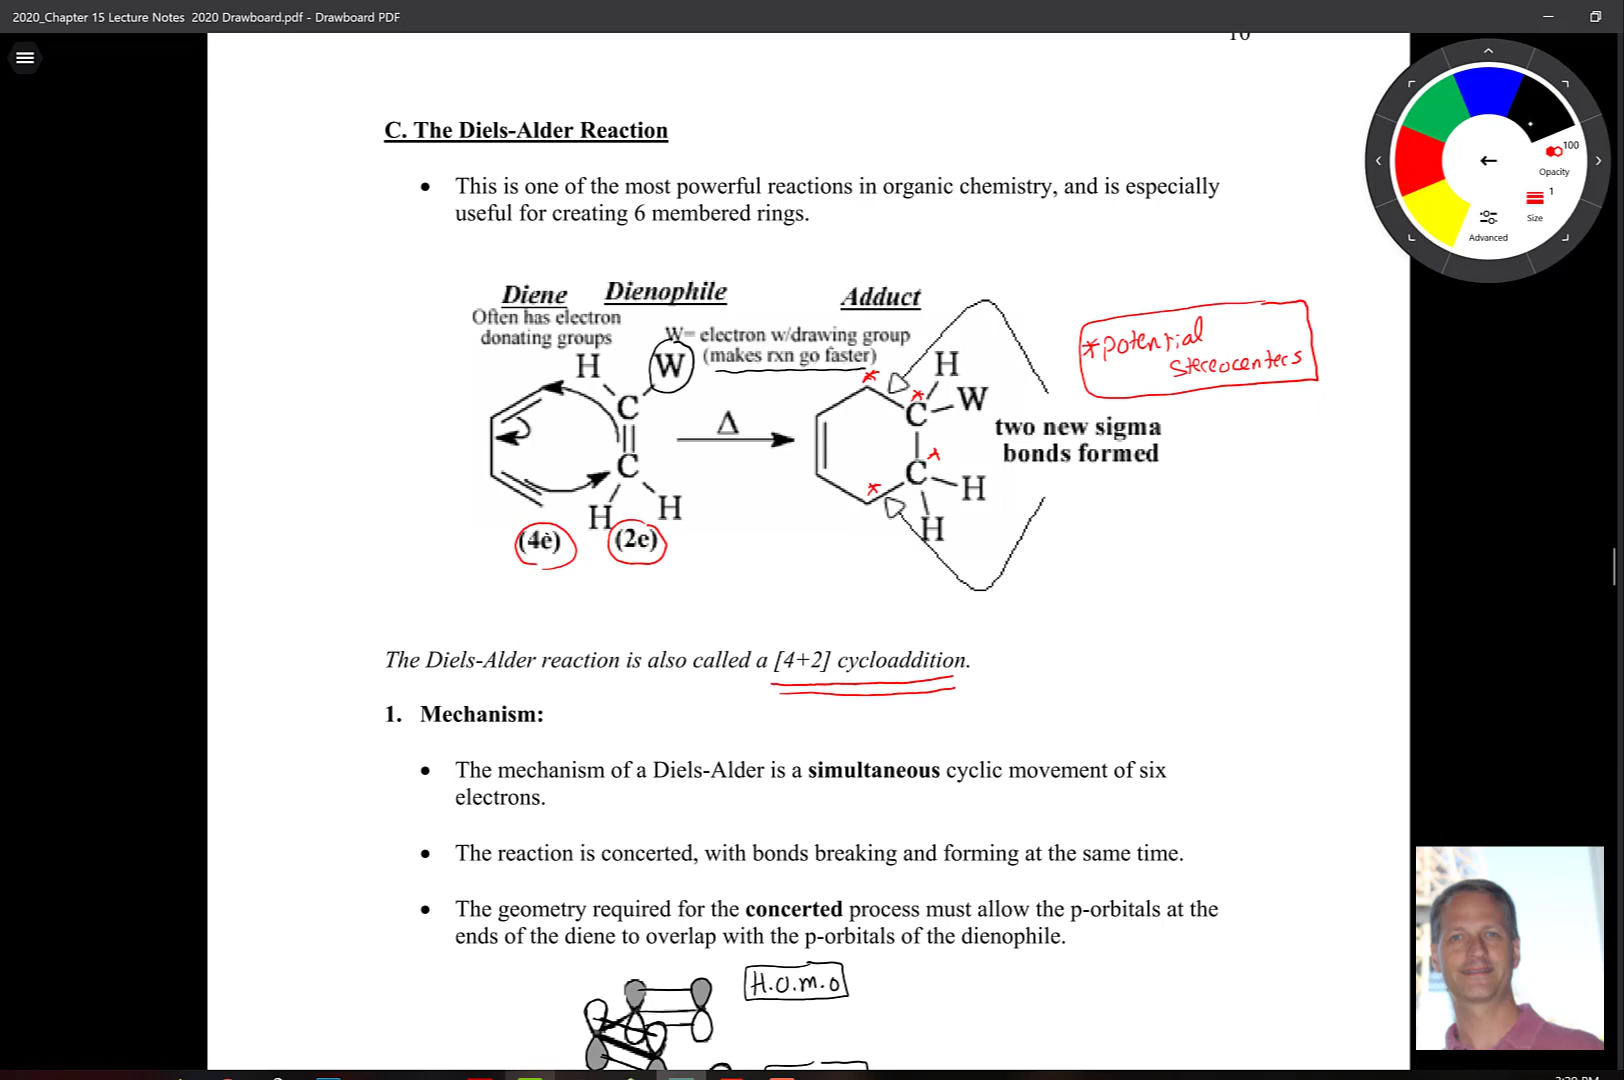 2020_Chapter 15 Lecture Notes 2020 Drawboard.pdf - Drawboard PDF
C. The Diels-Alder Reaction
• This is one of the most powerful reactions in organic chemistry, and is especially
useful for creating 6 membered rings.
Diene Dienophile Adduct
Often has electron
donating groups
W= electron w/drawing group
(makes rxn go faster)
H W
C
C
H H
(4è) (2e)
Δ
* H
* C W
* C H
* H
two new sigma
bonds formed
*potential
stereocenters
100
Opacity
1
Size
Advanced
The Diels-Alder reaction is also called a [4+2] cycloaddition.
1. Mechanism:
• The mechanism of a Diels-Alder is a simultaneous cyclic movement of six
electrons.
• The reaction is concerted, with bonds breaking and forming at the same time.
• The geometry required for the concerted process must allow the p-orbitals at the
ends of the diene to overlap with the p-orbitals of the dienophile.
H.O.M.O